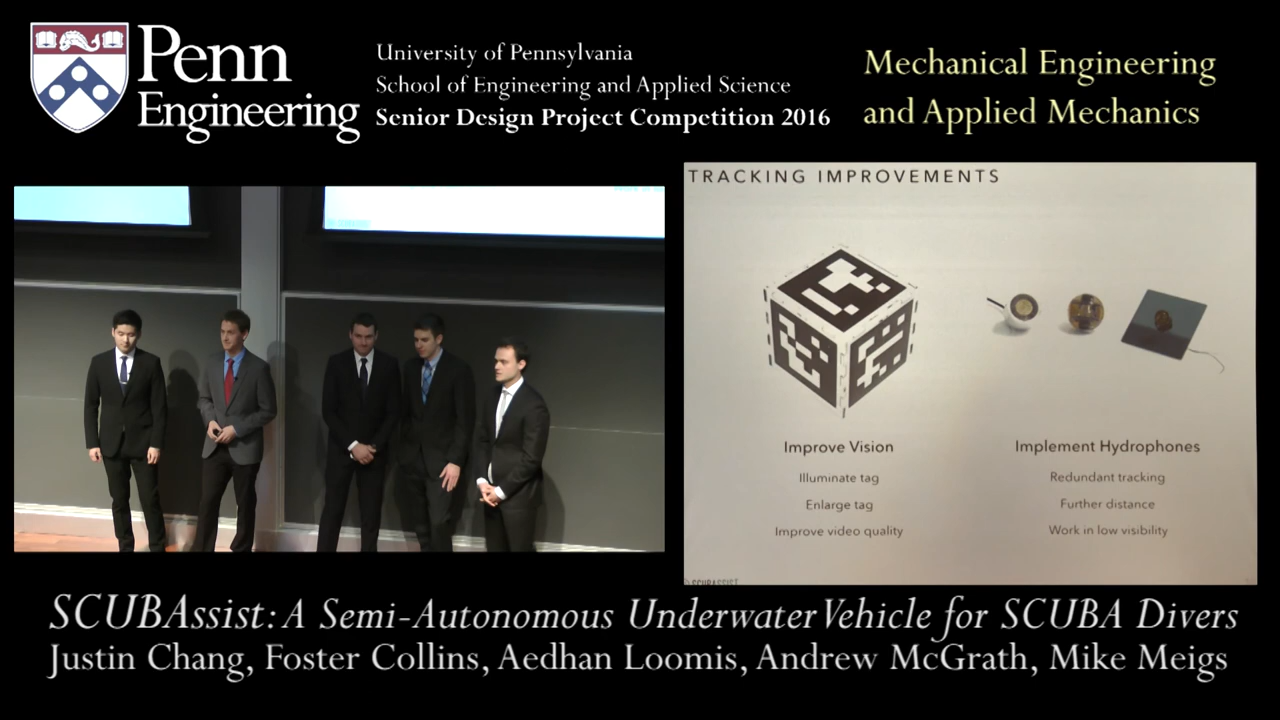 Penn
Engineering
University of Pennsylvania
School of Engineering and Applied Science
Senior Design Project Competition 2016
Mechanical Engineering
and Applied Mechanics
TRACKING IMPROVEMENTS
Improve Vision
Illuminate tag
Enlarge tag
Improve video quality
Implement Hydrophones
Redundant tracking
Further distance
Work in low visibility
SCUBASSIST
SCUBAssist: A Semi-Autonomous Underwater Vehicle for SCUBA Divers
Justin Chang, Foster Collins, Aedhan Loomis, Andrew McGrath, Mike Meigs